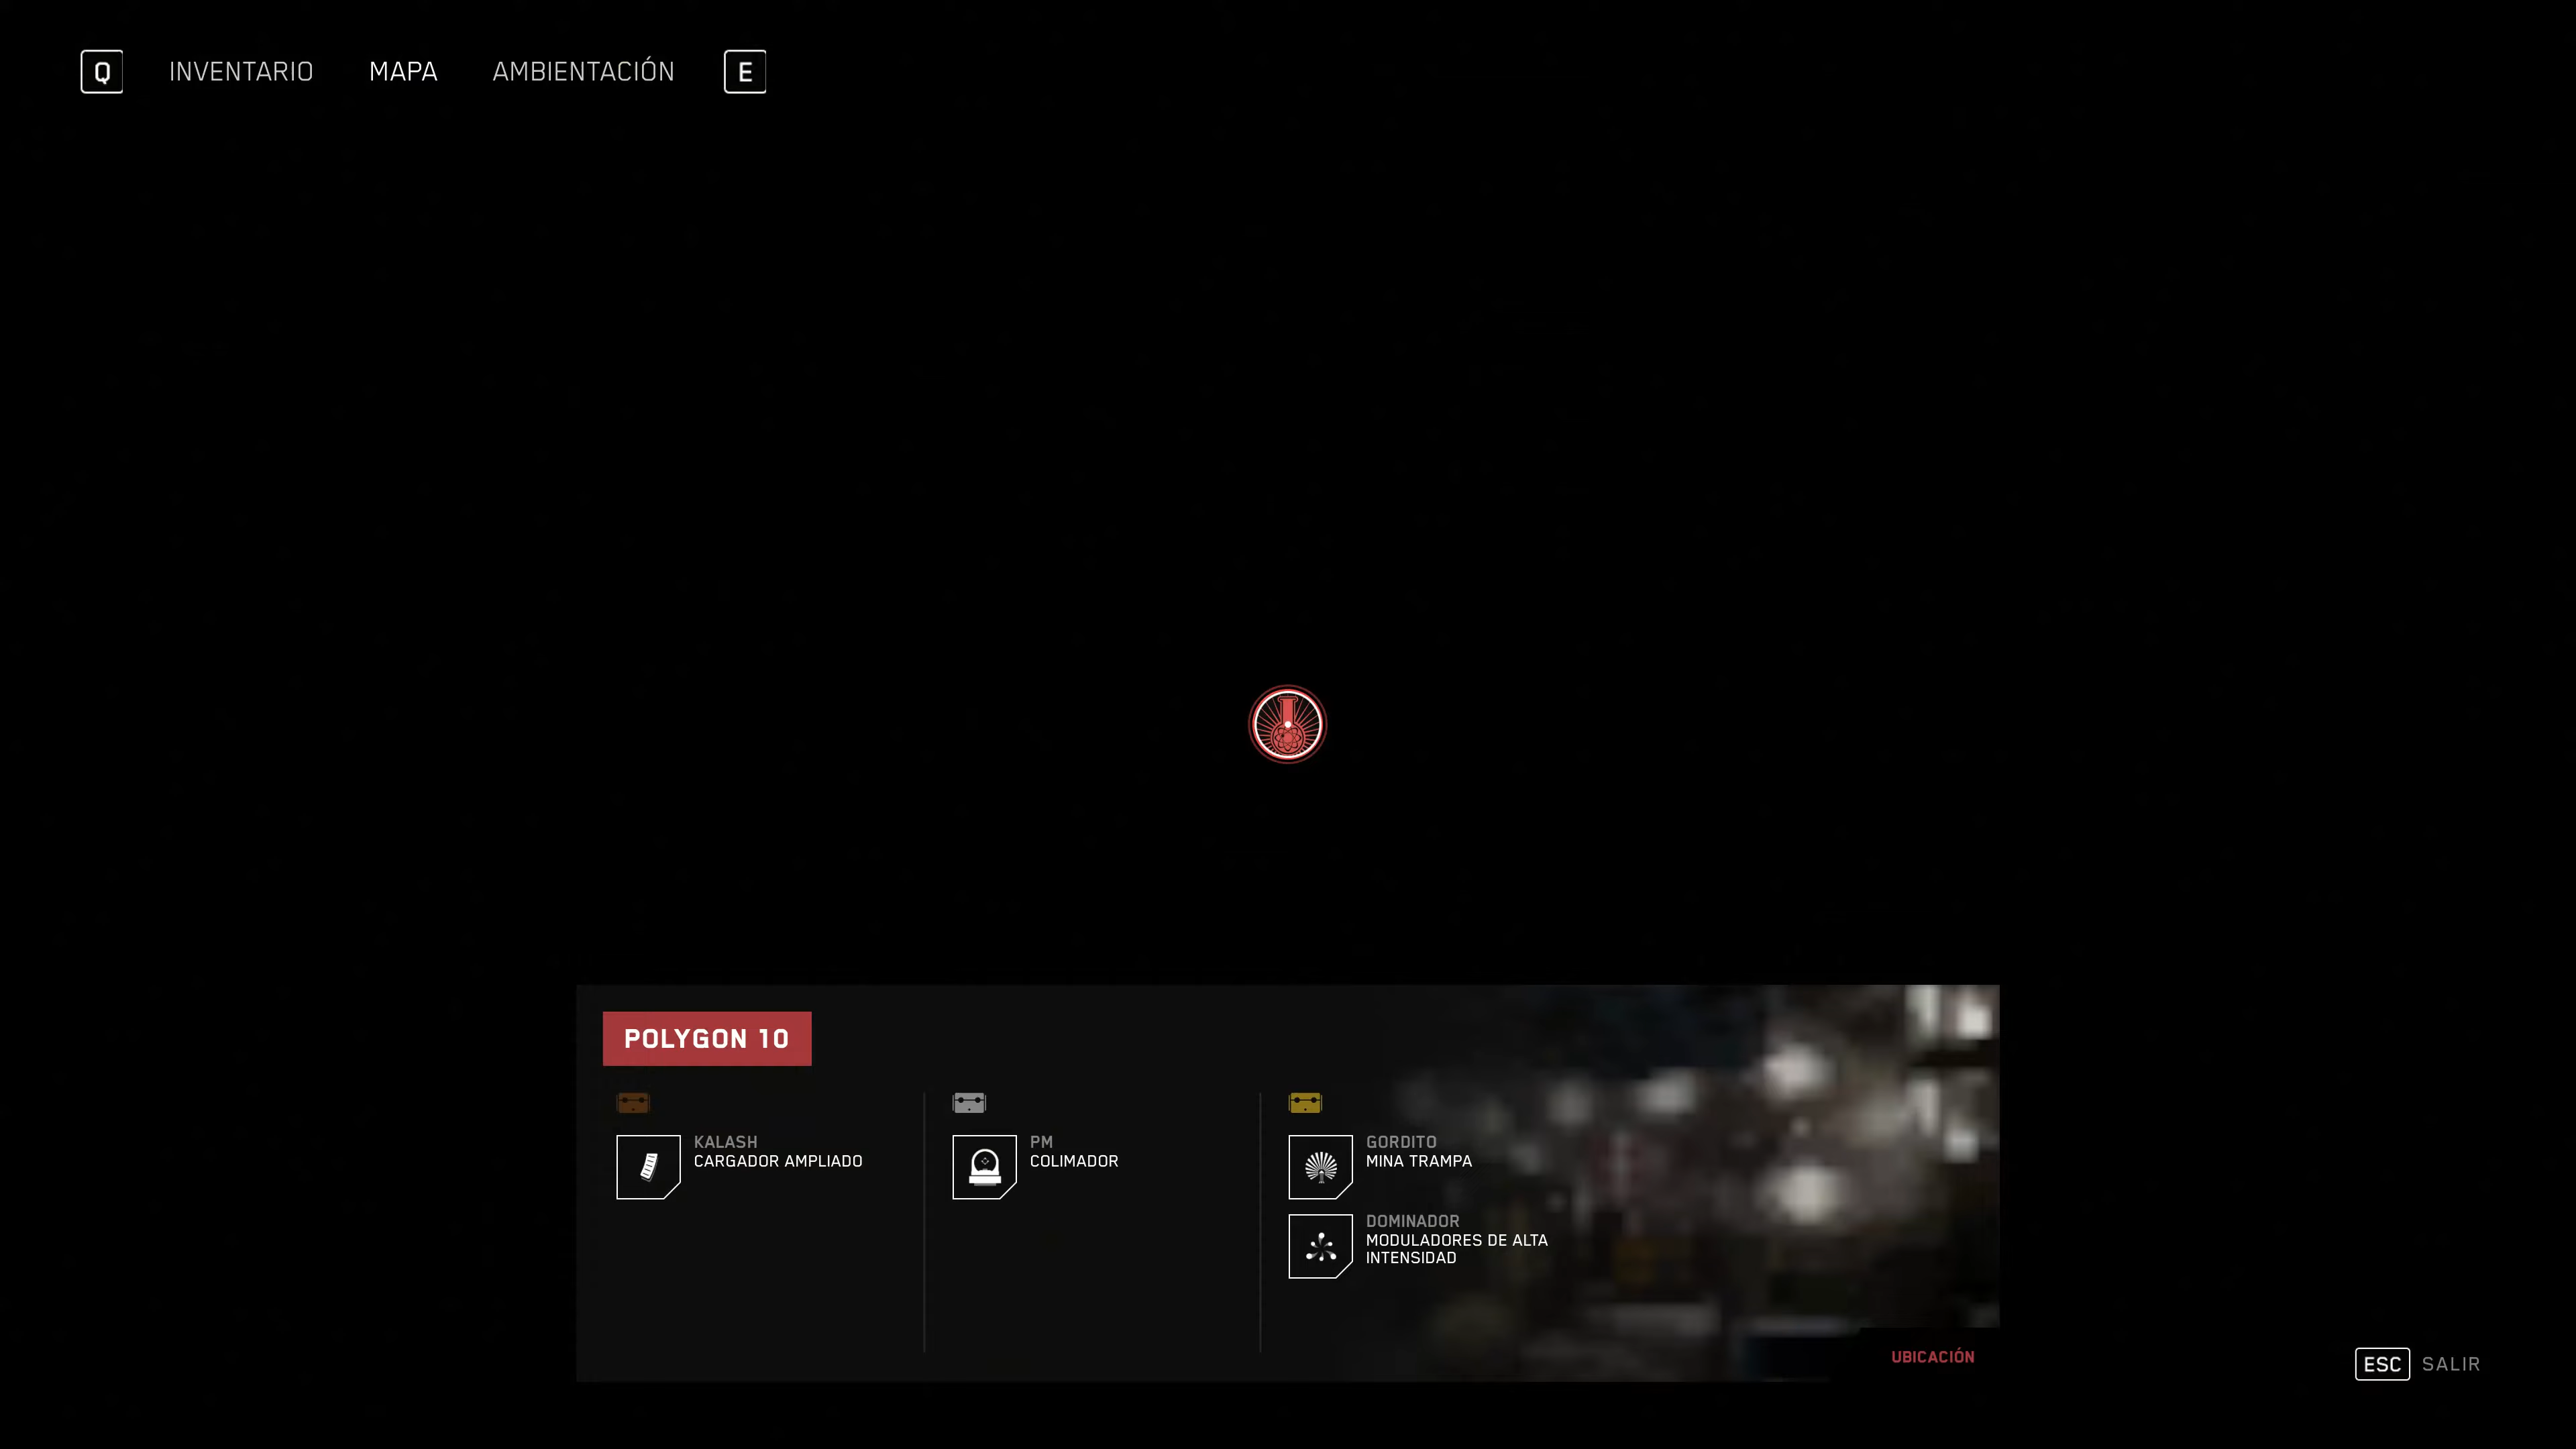 Q INVENTARIO MAPA AMBIENTACIÓN E
POLYGON 10
KALASH
CARGADOR AMPLIADO
PM
COLIMADOR
GORDITO
MINA TRAMPA
DOMINADOR
MODULADORES DE ALTA
INTENSIDAD
UBICACIÓN
ESC SALIR